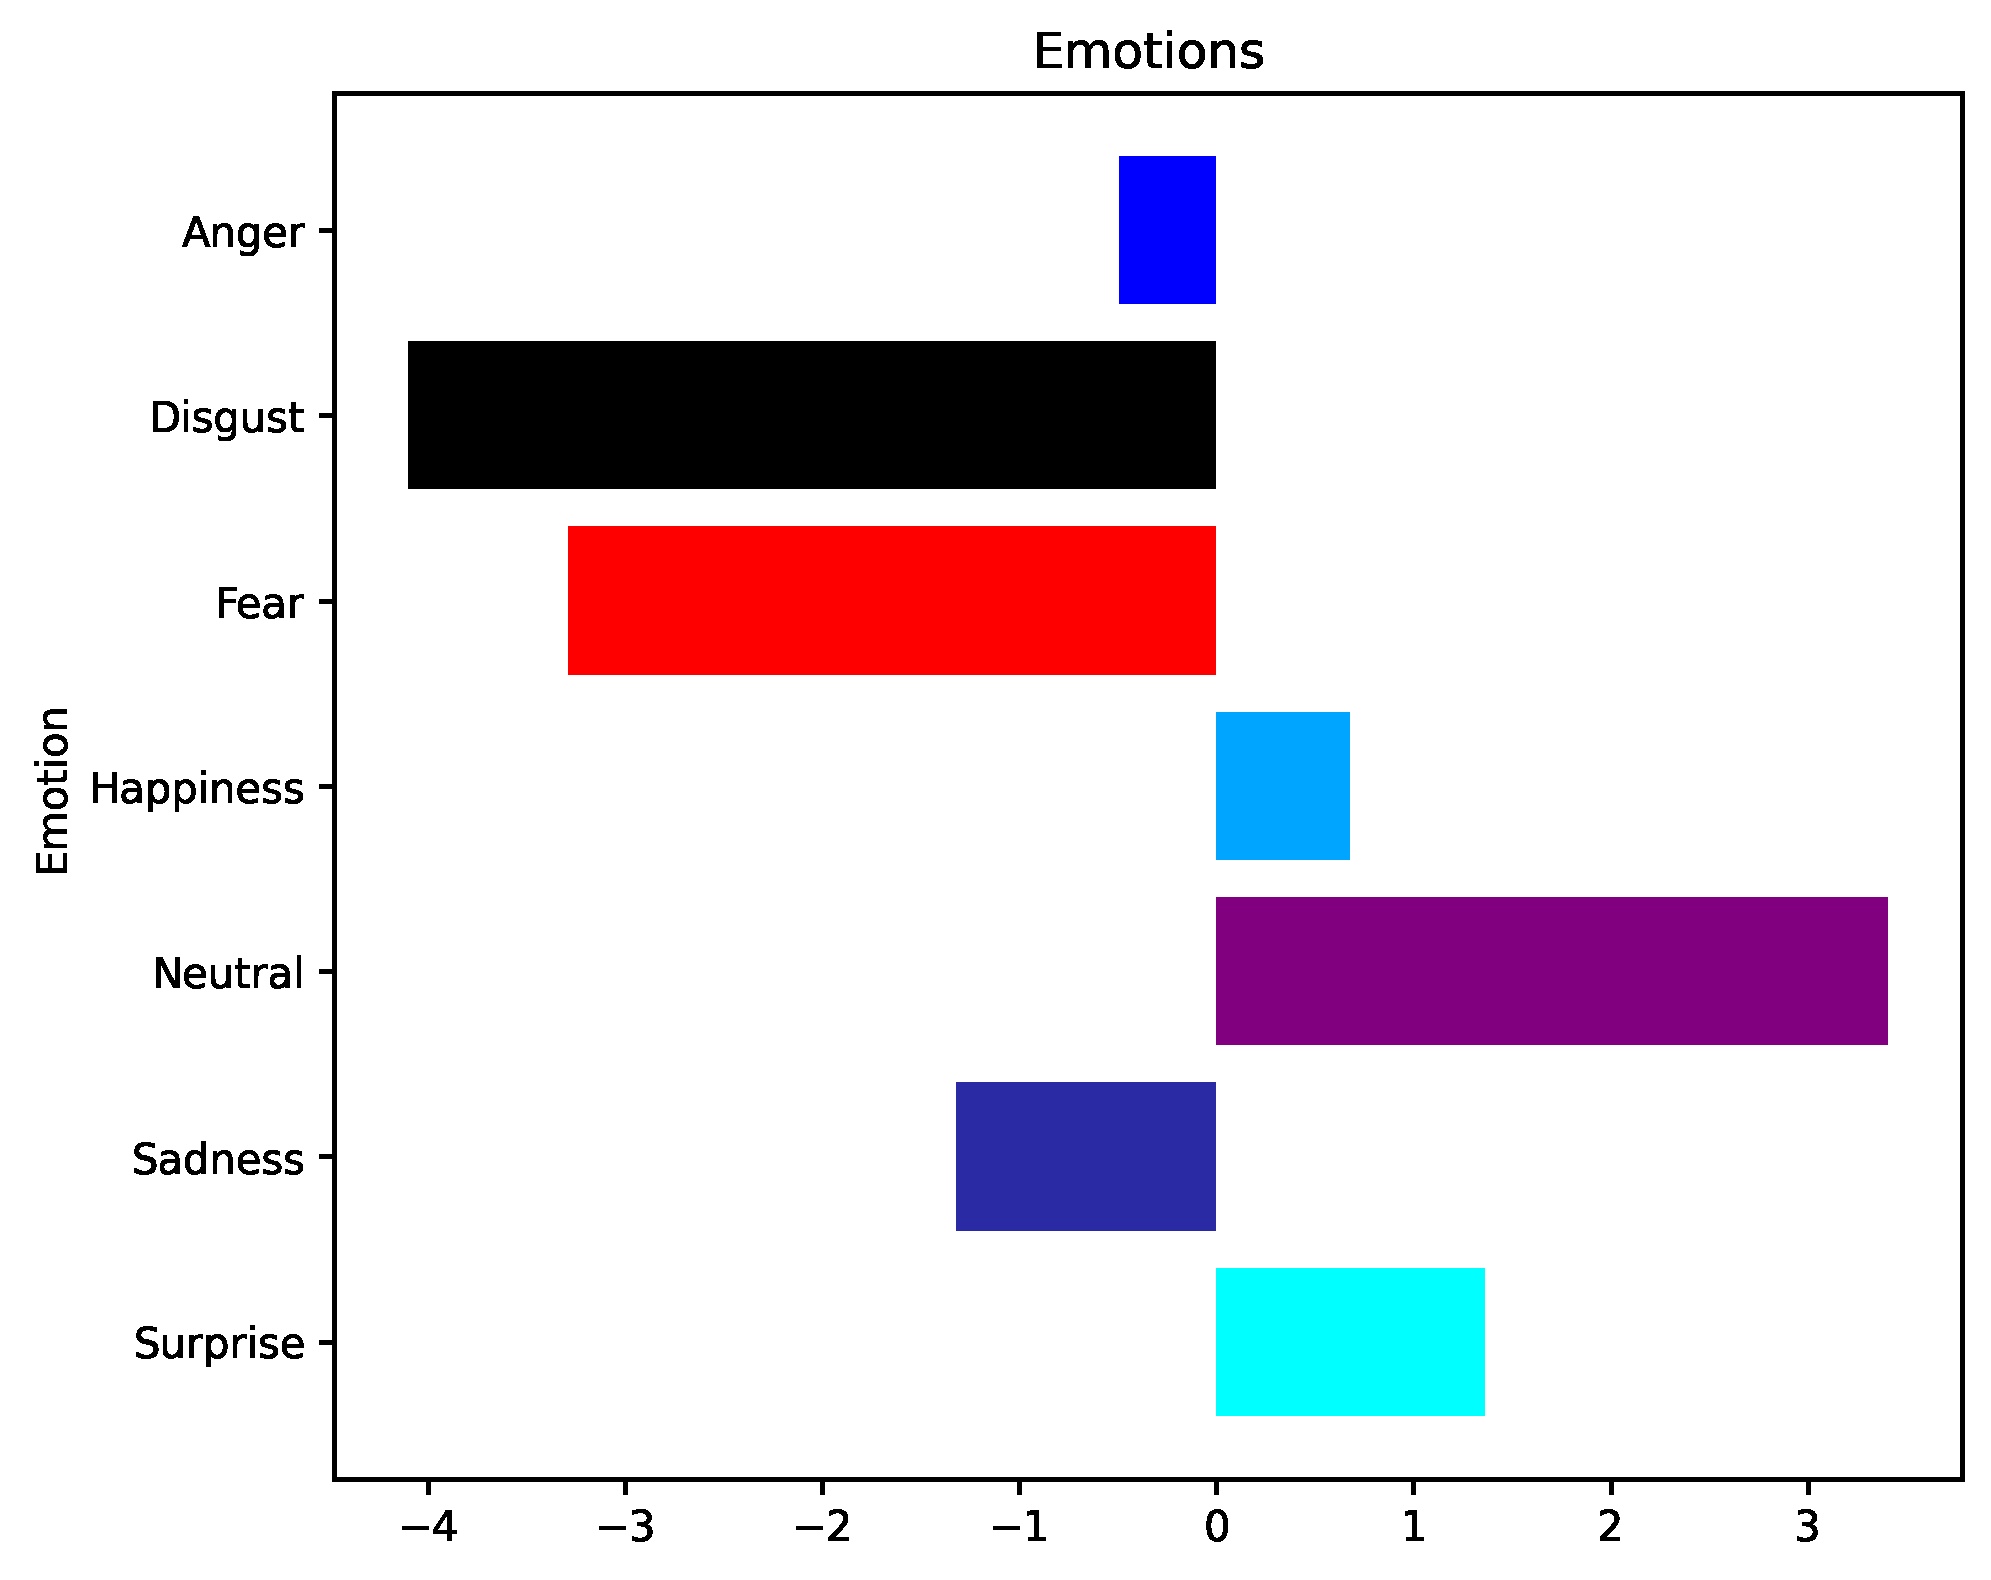 Emotions
Anger
Disgust
Fear
Happiness
Neutral
Sadness
Surprise
Emotion
−4 −3 −2 −1 0 1 2 3